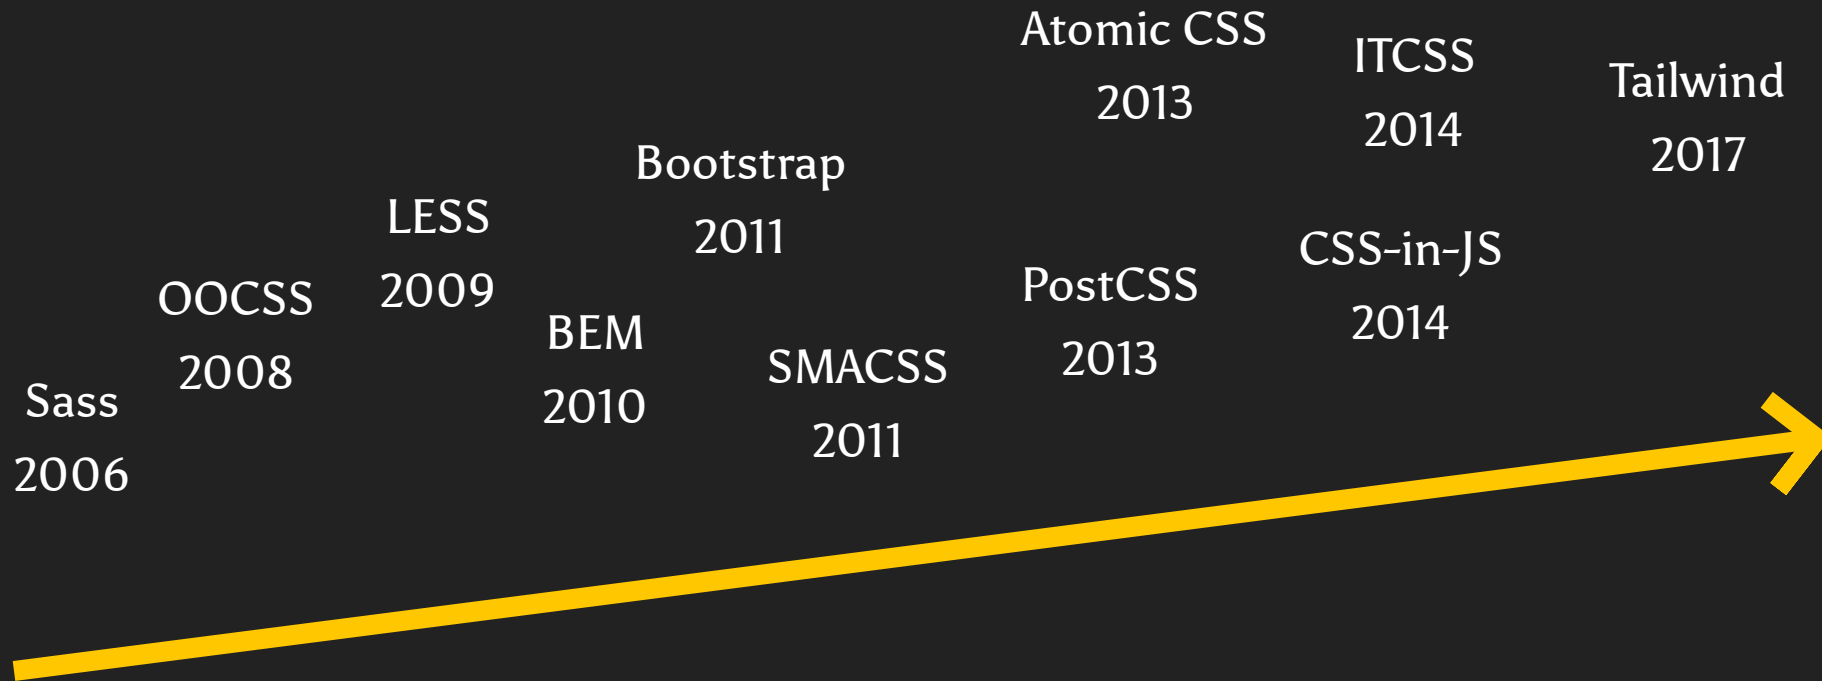 Sass
2006
OOCSS
2008
LESS
2009
BEM
2010
Bootstrap
2011
SMACSS
2011
Atomic CSS
2013
PostCSS
2013
ITCSS
2014
CSS-in-JS
2014
Tailwind
2017